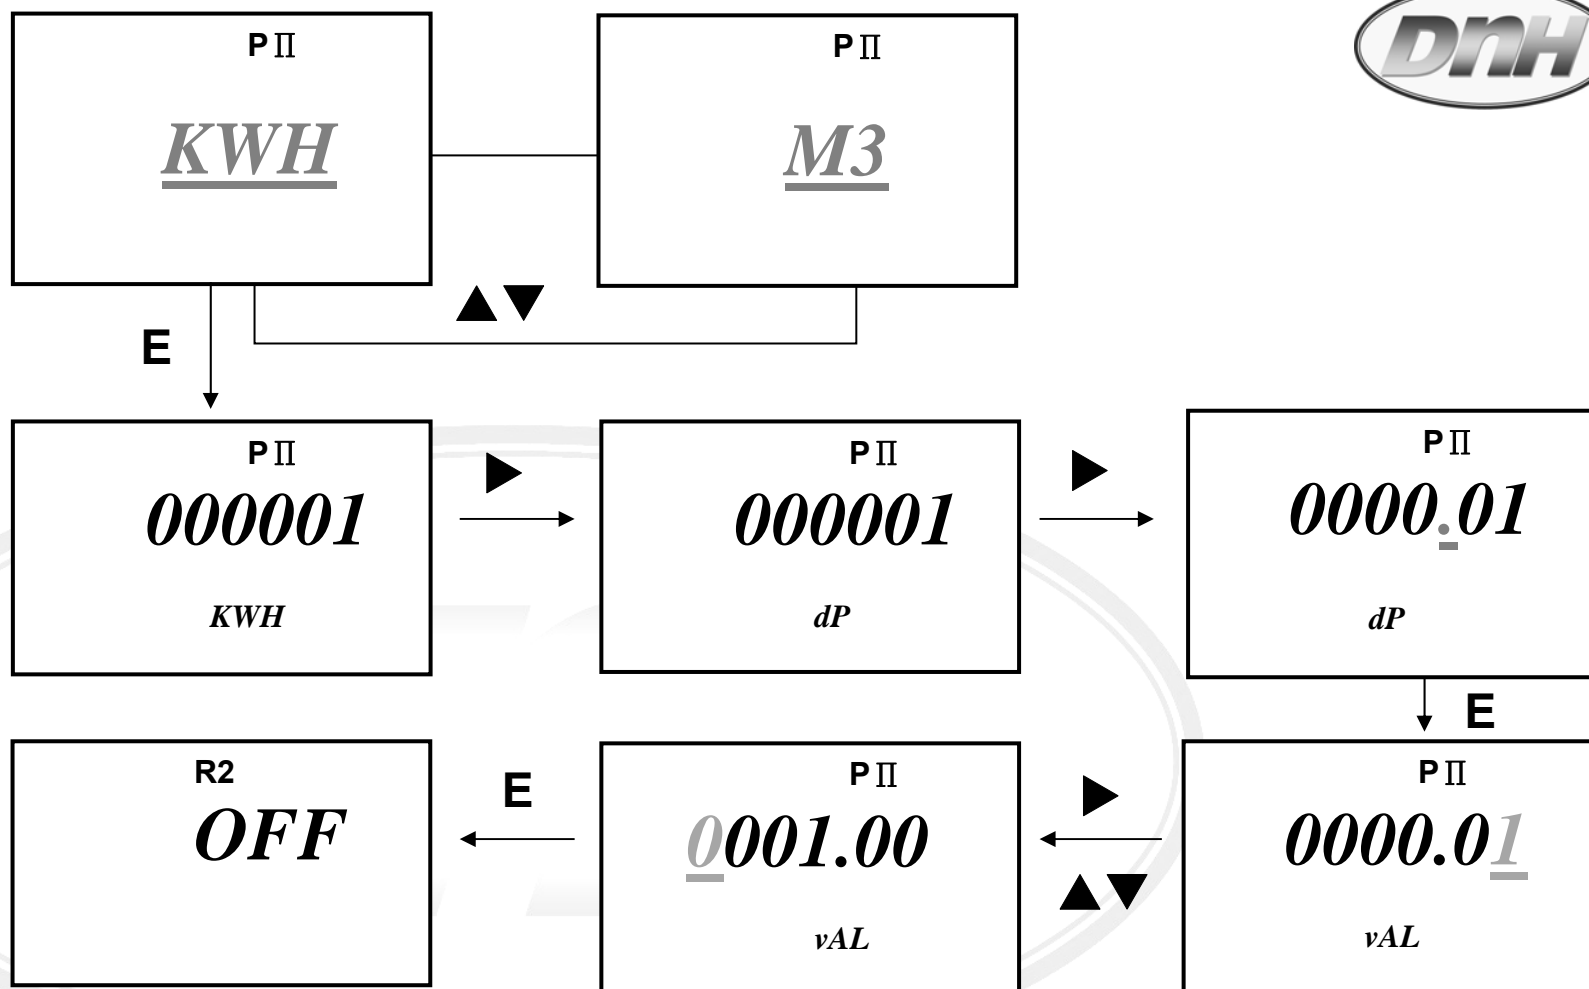 DnH
PΠ
KWH
PΠ
M3
▲▼
E
PΠ
000001
KWH
▶
PΠ
000001
dP
▶
PΠ
0000.01
dP
E
R2
OFF
E
PΠ
0001.00
vAL
▶
▲▼
PΠ
0000.01
vAL